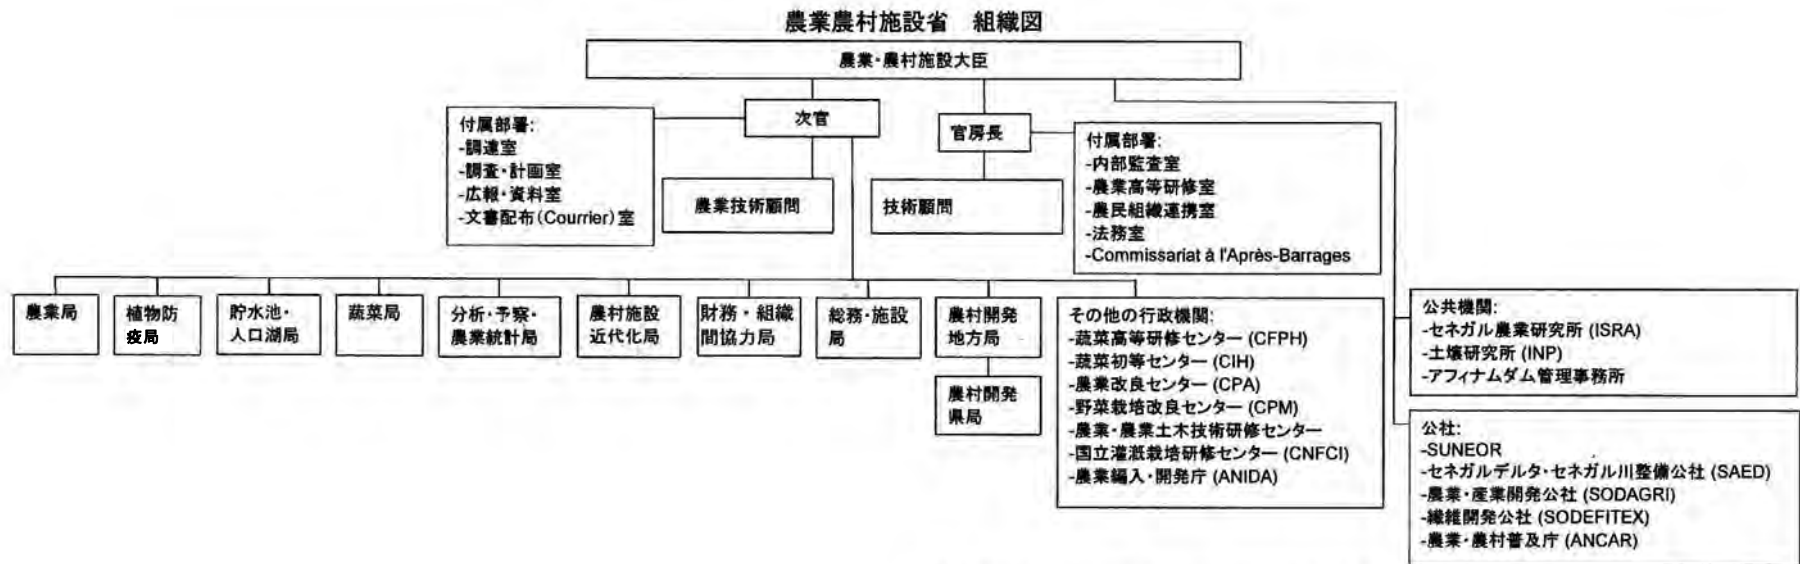 農業農村施設省　組織図
農業・農村施設大臣
次官
官房長
付属部署:
-調達室
-調査・計画室
-広報・資料室
-文書配布（Courrier）室
農業技術顧問
技術顧問
付属部署:
-内部監査室
-農業高等研修室
-農民組織連携室
-法務室
-Commissariat à l'Après-Barrages
農業局
植物防
疫局
貯水池・
人口湖局
蔬菜局
分析・予察・
農業統計局
農村施設
近代化局
財務・組織
間協力局
総務・施設
局
農村開発
地方局
農村開発
県局
その他の行政機関:
-蔬菜高等研修センター (CFPH)
-蔬菜初等センター (CIH)
-農業改良センター (CPA)
-野菜栽培改良センター (CPM)
-農業・農業土木技術研修センター
-国立灌漑栽培研修センター (CNFCI)
-農業編入・開発庁 (ANIDA)
公共機関:
-セネガル農業研究所 (ISRA)
-土壌研究所 (INP)
-アフィナムダム管理事務所
公社:
-SUNEOR
-セネガルデルタ・セネガル川整備公社 (SAED)
-農業・産業開発公社 (SODAGRI)
-繊維開発公社 (SODEFITEX)
-農業・農村普及庁 (ANCAR)